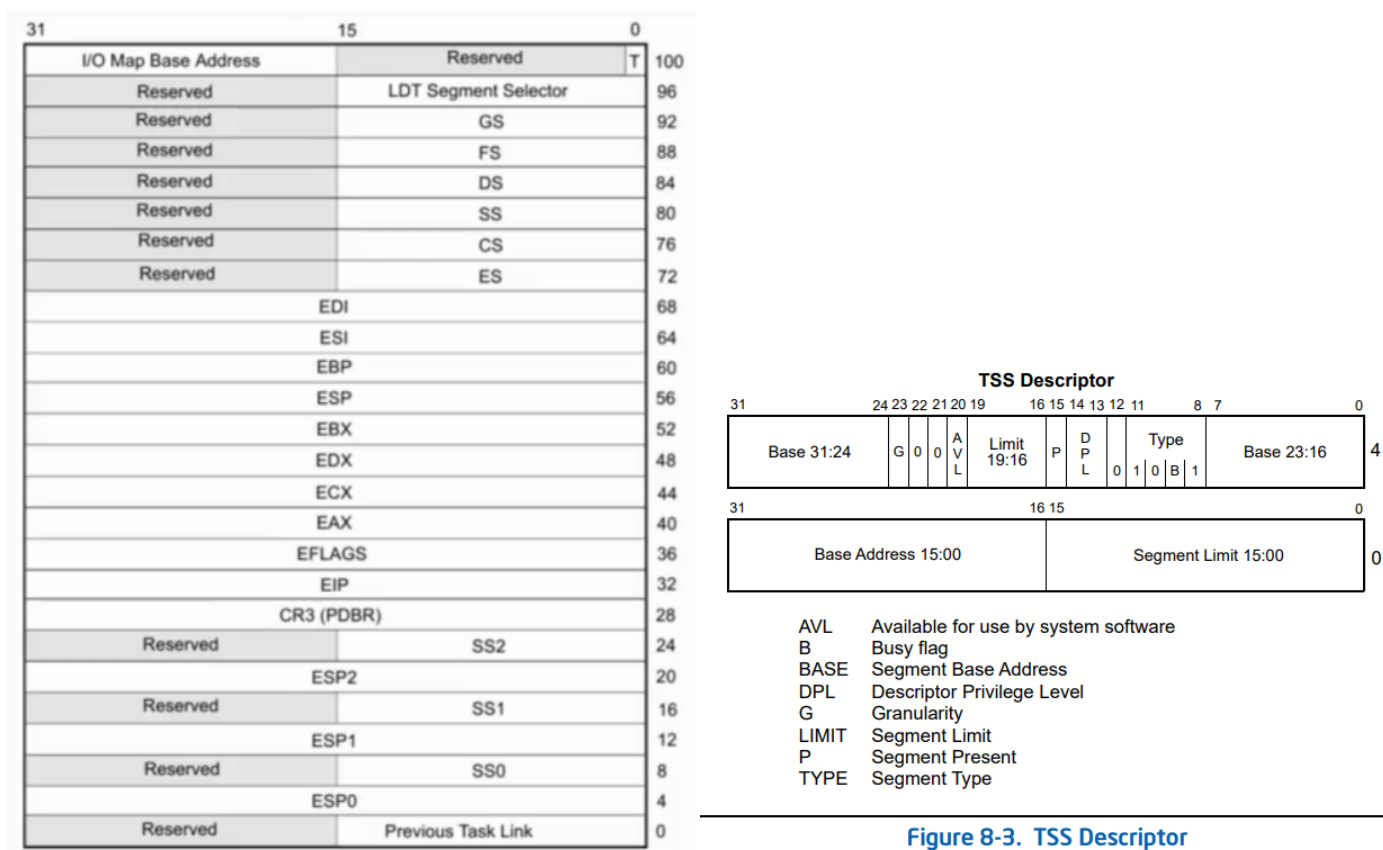 31 15 0
I/O Map Base Address Reserved T 100
Reserved LDT Segment Selector 96
Reserved GS 92
Reserved FS 88
Reserved DS 84
Reserved SS 80
Reserved CS 76
Reserved ES 72
EDI 68
ESI 64
EBP 60
ESP 56
EBX 52
EDX 48
ECX 44
EAX 40
EFLAGS 36
EIP 32
CR3 (PDBR) 28
Reserved SS2 24
ESP2 20
Reserved SS1 16
ESP1 12
Reserved SS0 8
ESP0 4
Reserved Previous Task Link 0
TSS Descriptor
31 24 23 22 21 20 19 16 15 14 13 12 11 8 7 0
Base 31:24 G 0 0 AVL Limit 19:16 P DPL 0 Type 1 0 B 1 Base 23:16 4
31 16 15 0
Base Address 15:00 Segment Limit 15:00 0
AVL Available for use by system software
B Busy flag
BASE Segment Base Address
DPL Descriptor Privilege Level
G Granularity
LIMIT Segment Limit
P Segment Present
TYPE Segment Type
Figure 8-3. TSS Descriptor